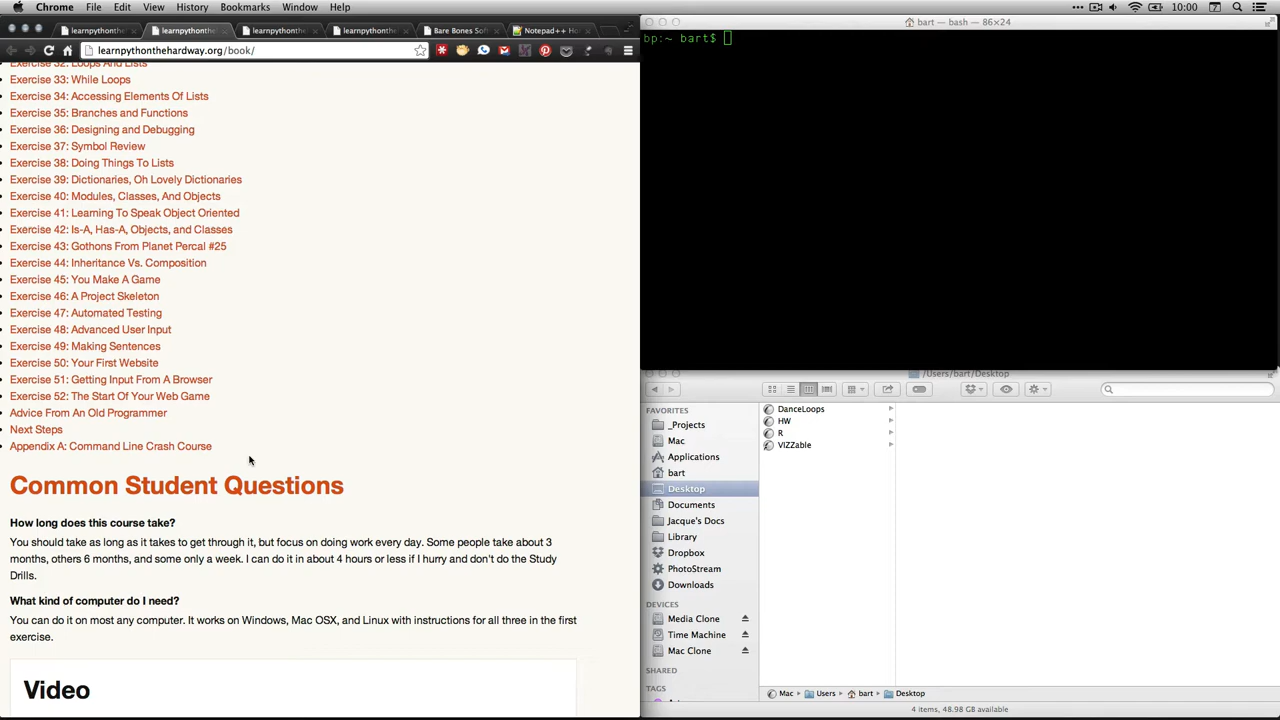 Chrome File Edit View History Bookmarks Window Help
10:00
learnpythonthe
learnpythonthe
learnpythonthe
learnpythonthe
Bare Bones Soft
Notepad++ Ho
learnpythonthehardway.org/book/
Exercise 32: Loops And Lists
Exercise 33: While Loops
Exercise 34: Accessing Elements Of Lists
Exercise 35: Branches and Functions
Exercise 36: Designing and Debugging
Exercise 37: Symbol Review
Exercise 38: Doing Things To Lists
Exercise 39: Dictionaries, Oh Lovely Dictionaries
Exercise 40: Modules, Classes, And Objects
Exercise 41: Learning To Speak Object Oriented
Exercise 42: Is-A, Has-A, Objects, and Classes
Exercise 43: Gothons From Planet Percal #25
Exercise 44: Inheritance Vs. Composition
Exercise 45: You Make A Game
Exercise 46: A Project Skeleton
Exercise 47: Automated Testing
Exercise 48: Advanced User Input
Exercise 49: Making Sentences
Exercise 50: Your First Website
Exercise 51: Getting Input From A Browser
Exercise 52: The Start Of Your Web Game
Advice From An Old Programmer
Next Steps
Appendix A: Command Line Crash Course
Common Student Questions
How long does this course take?
You should take as long as it takes to get through it, but focus on doing work every day. Some people take about 3
months, others 6 months, and some only a week. I can do it in about 4 hours or less if I hurry and don't do the Study
Drills.
What kind of computer do I need?
You can do it on most any computer. It works on Windows, Mac OSX, and Linux with instructions for all three in the first
exercise.
Video
bart — bash — 86×24
bp:~ bart$
/Users/bart/Desktop
FAVORITES
_Projects
Mac
Applications
bart
Desktop
Documents
Jacque's Docs
Library
Dropbox
PhotoStream
Downloads
DEVICES
Media Clone
Time Machine
Mac Clone
SHARED
TAGS
DanceLoops
HW
R
VIZZable
Mac Users bart Desktop
4 items, 48.98 GB available